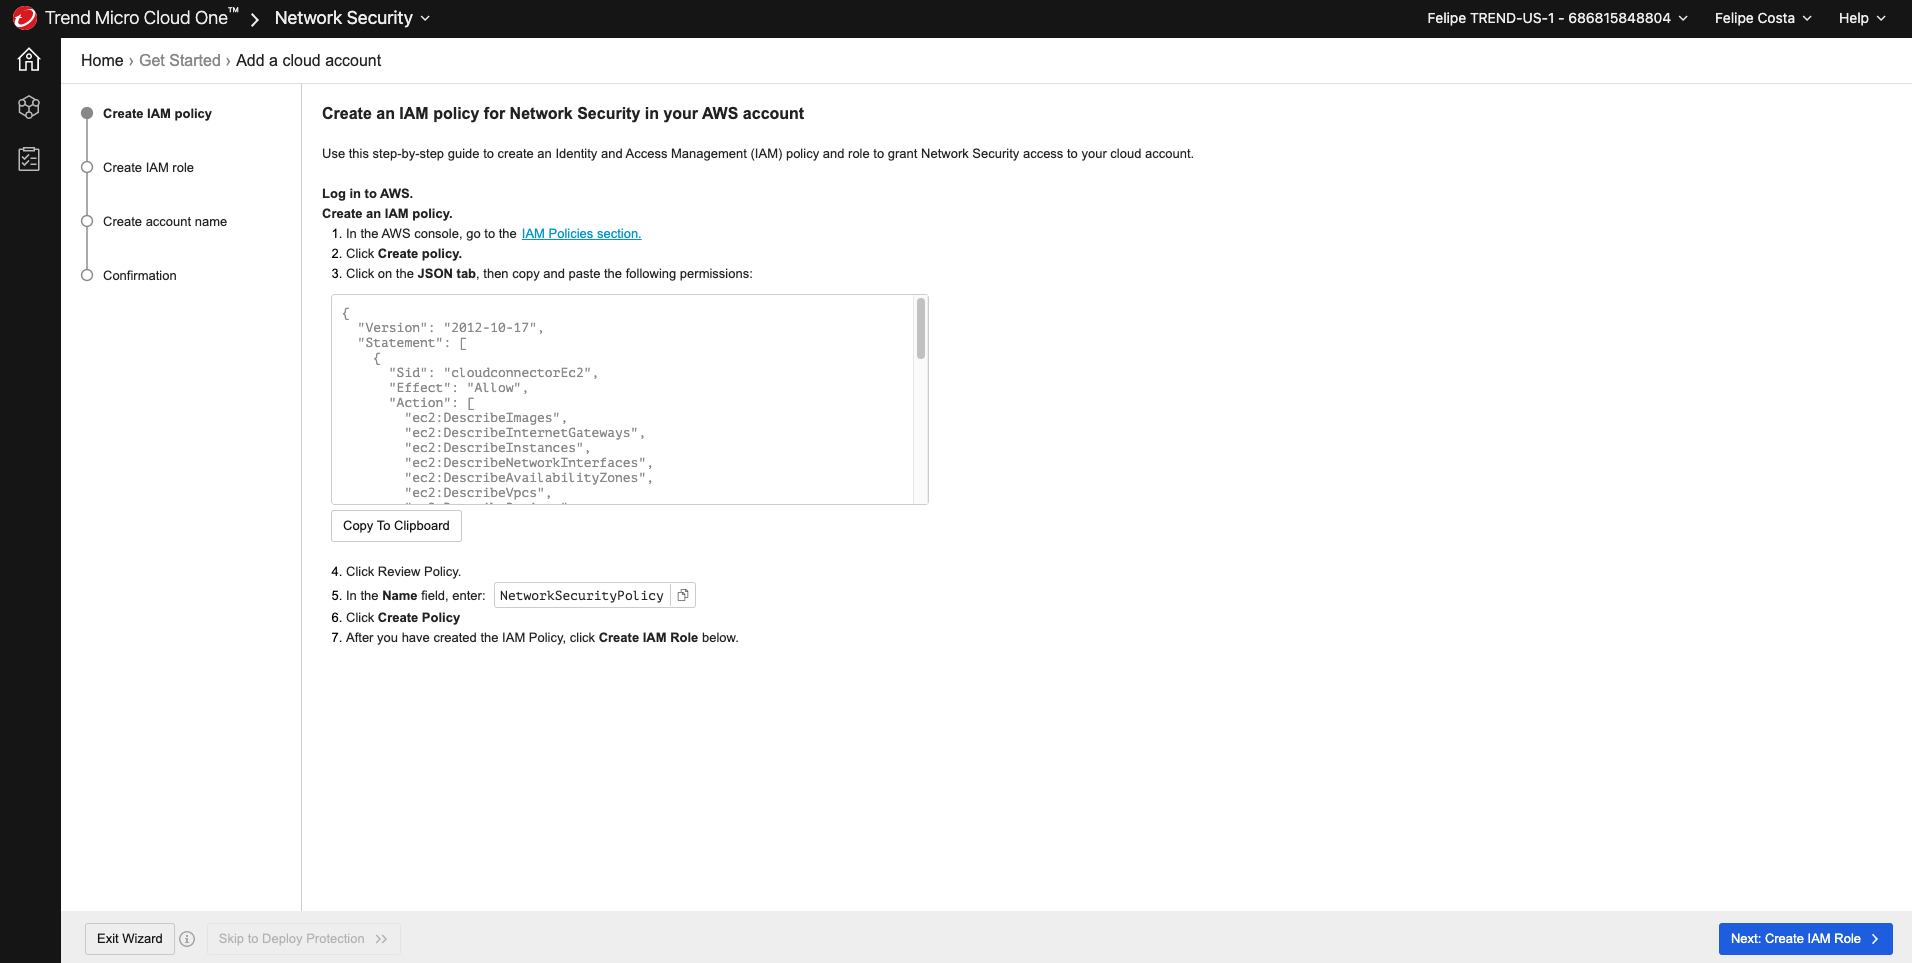 Trend Micro Cloud One™ Network Security
Felipe TREND-US-1 - 686815848804 Felipe Costa Help
Home › Get Started › Add a cloud account
Create IAM policy
Create IAM role
Create account name
Confirmation
Create an IAM policy for Network Security in your AWS account
Use this step-by-step guide to create an Identity and Access Management (IAM) policy and role to grant Network Security access to your cloud account.
Log in to AWS.
Create an IAM policy.
1. In the AWS console, go to the IAM Policies section.
2. Click Create policy.
3. Click on the JSON tab, then copy and paste the following permissions:
{
"Version": "2012-10-17",
"Statement": [
{
"Sid": "cloudconnectorEc2",
"Effect": "Allow",
"Action": [
"ec2:DescribeImages",
"ec2:DescribeInternetGateways",
"ec2:DescribeInstances",
"ec2:DescribeNetworkInterfaces",
"ec2:DescribeAvailabilityZones",
"ec2:DescribeVpcs",
Copy To Clipboard
4. Click Review Policy.
5. In the Name field, enter: NetworkSecurityPolicy
6. Click Create Policy
7. After you have created the IAM Policy, click Create IAM Role below.
Exit Wizard Skip to Deploy Protection >> Next: Create IAM Role >